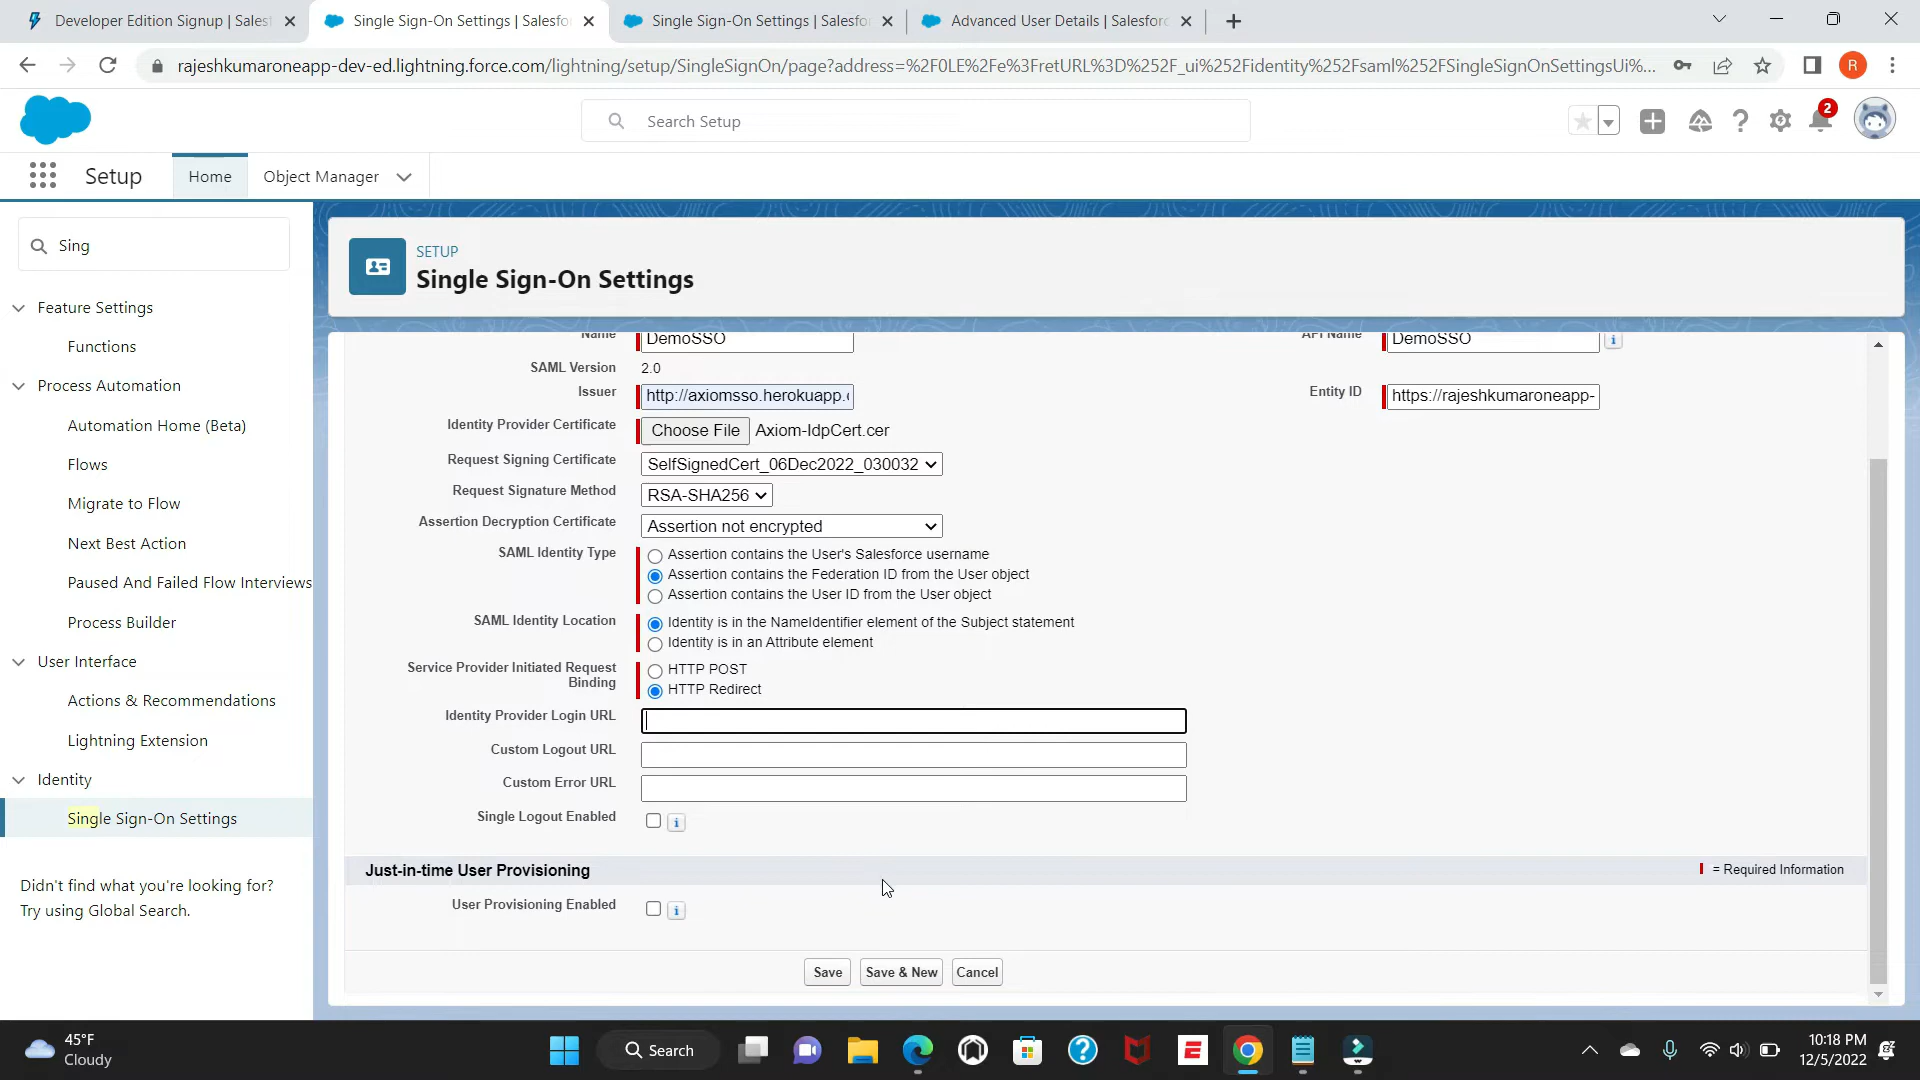 Developer Edition Signup | Sales
Single Sign-On Settings | Salesfo
Single Sign-On Settings | Salesfo
Advanced User Details | Salesforc
rajeshkumaroneapp-dev-ed.lightning.force.com/lightning/setup/SingleSignOn/page?address=%2F0LE%2Fe%3FretURL%3D%252F_ui%252Fidentity%252Fsaml%252FSingleSignOnSettingsUi%...
R
Search Setup
2
Setup
Home
Object Manager
Sing
Feature Settings
Functions
Process Automation
Automation Home (Beta)
Flows
Migrate to Flow
Next Best Action
Paused And Failed Flow Interviews
Process Builder
User Interface
Actions & Recommendations
Lightning Extension
Identity
Single Sign-On Settings
Didn't find what you're looking for?
Try using Global Search.
SETUP
Single Sign-On Settings
Name DemoSSO
API Name DemoSSO
SAML Version 2.0
Issuer http://axiomsso.herokuapp.c
Entity ID https://rajeshkumaroneapp-
Identity Provider Certificate Choose File Axiom-IdpCert.cer
Request Signing Certificate SelfSignedCert_06Dec2022_030032
Request Signature Method RSA-SHA256
Assertion Decryption Certificate Assertion not encrypted
SAML Identity Type Assertion contains the User's Salesforce username
Assertion contains the Federation ID from the User object
Assertion contains the User ID from the User object
SAML Identity Location Identity is in the NameIdentifier element of the Subject statement
Identity is in an Attribute element
Service Provider Initiated Request HTTP POST
Binding HTTP Redirect
Identity Provider Login URL
Custom Logout URL
Custom Error URL
Single Logout Enabled i
Just-in-time User Provisioning
= Required Information
User Provisioning Enabled i
Save Save & New Cancel
45°F
Cloudy
Search
10:18 PM
12/5/2022